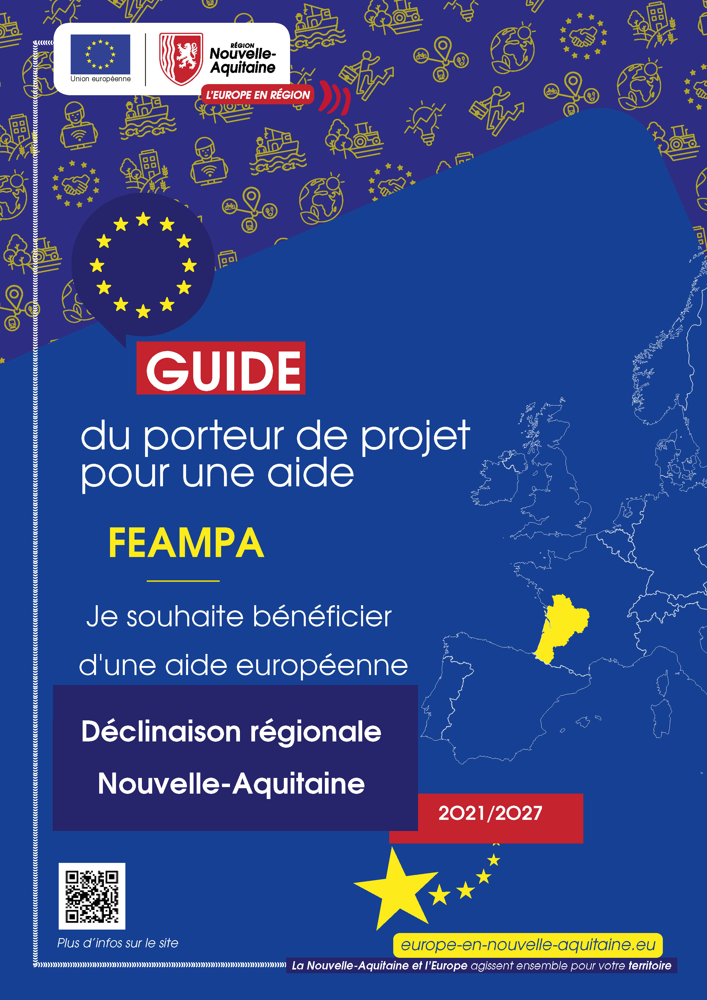 Union européenne
RÉGION
Nouvelle-
Aquitaine
L'EUROPE EN RÉGION
GUIDE
du porteur de projet
pour une aide
FEAMPA
Je souhaite bénéficier
d'une aide européenne
Déclinaison régionale
Nouvelle-Aquitaine
2021/2027
Plus d'infos sur le site
europe-en-nouvelle-aquitaine.eu
La Nouvelle-Aquitaine et l'Europe agissent ensemble pour votre territoire